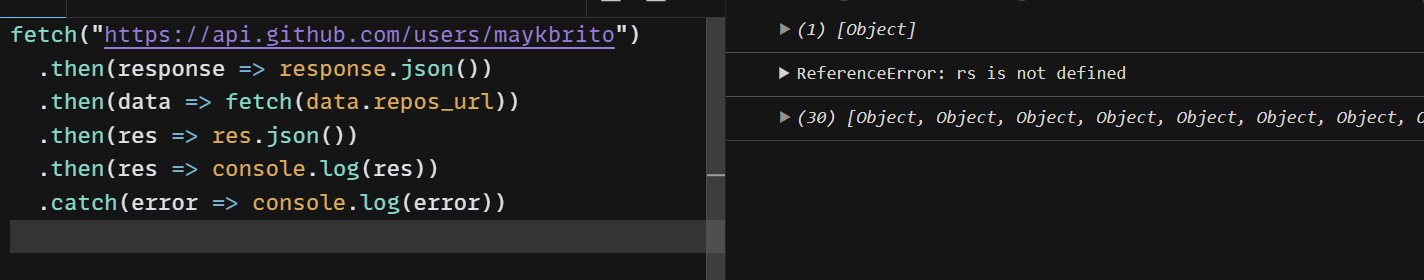 fetch("https://api.github.com/users/maykbrito")
.then(response => response.json())
.then(data => fetch(data.repos_url))
.then(res => res.json())
.then(res => console.log(res))
.catch(error => console.log(error))
(1) [Object]
ReferenceError: rs is not defined
(30) [Object, Object, Object, Object, Object, Object, Object,